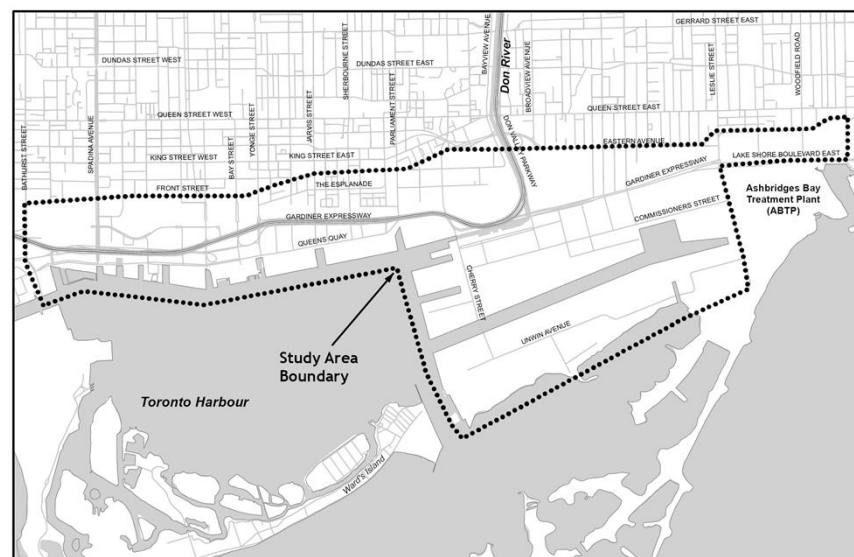 GERRARD STREET EAST
DUNDAS STREET WEST
DUNDAS STREET EAST
SHERBOURNE STREET
BAYVIEW AVENUE
Don River
BROADVIEW AVENUE
LESLIE STREET
WOODFIELD ROAD
QUEEN STREET WEST
QUEEN STREET EAST
JARVIS STREET
PARLIAMENT STREET
BATHURST STREET
SPADINA AVENUE
KING STREET WEST
BAY STREET
YONGE STREET
KING STREET EAST
DON VALLEY PARKWAY
EASTERN AVENUE
LAKE SHORE BOULEVARD EAST
FRONT STREET
THE ESPLANADE
GARDINER EXPRESSWAY
GARDINER EXPRESSWAY
Ashbridges Bay
Treatment Plant
(ABTP)
COMMISSIONERS STREET
QUEENS QUAY
CHERRY STREET
UNWIN AVENUE
Study Area
Boundary
Toronto Harbour
Ward's Island